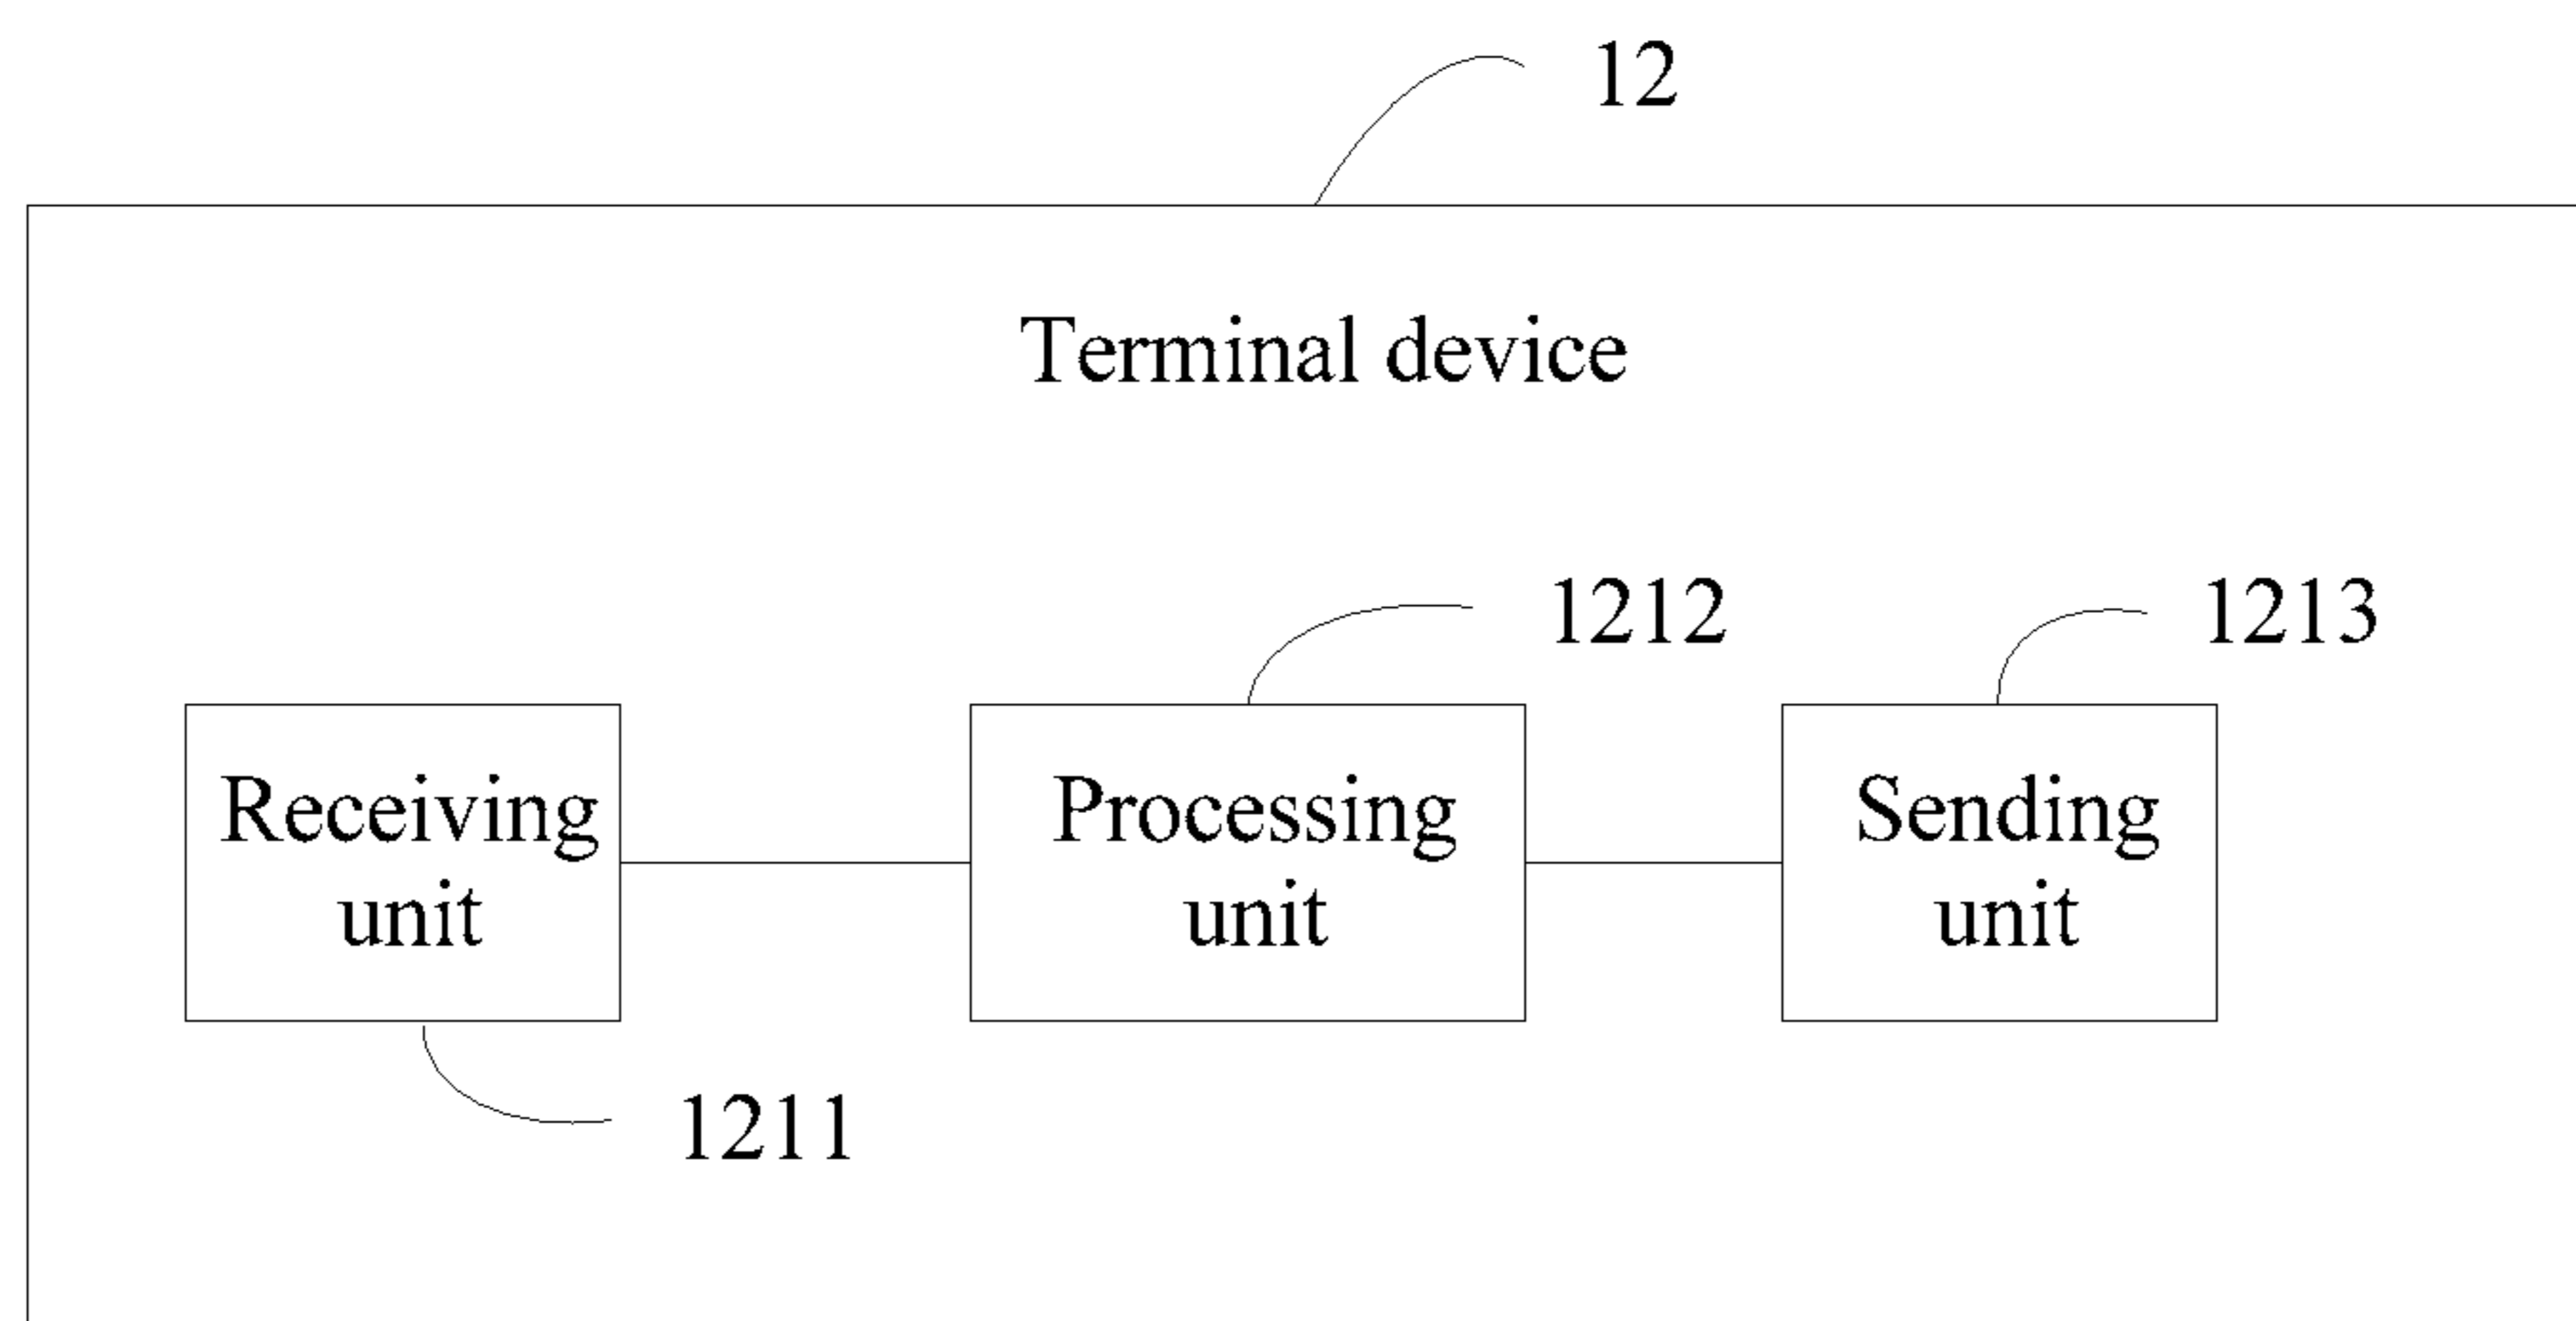 12
Terminal device
1212
1213
Receiving
unit
Processing
unit
Sending
unit
1211